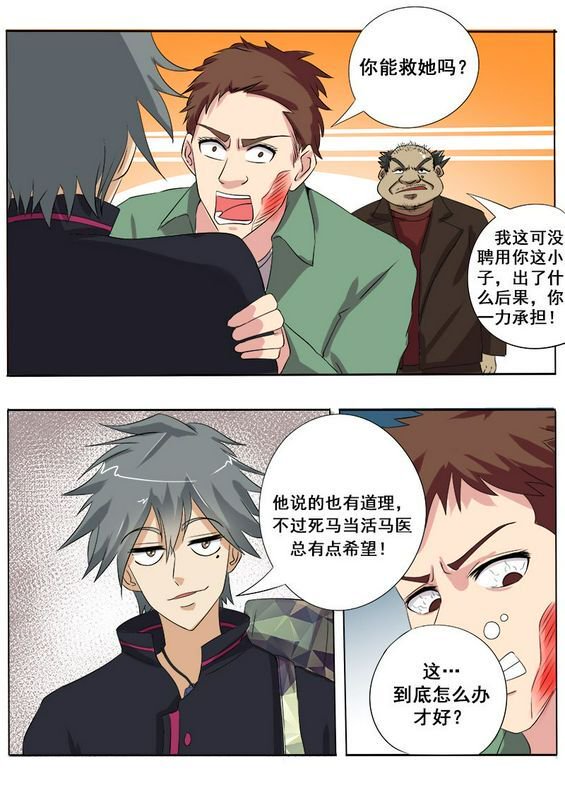 你能救她吗？
我这可没
聘用你这小
子，出了什
么后果，你
一力承担！
他说的也有道理，
不过死马当活马医
总有点希望！
这…
到底怎么办
才好？